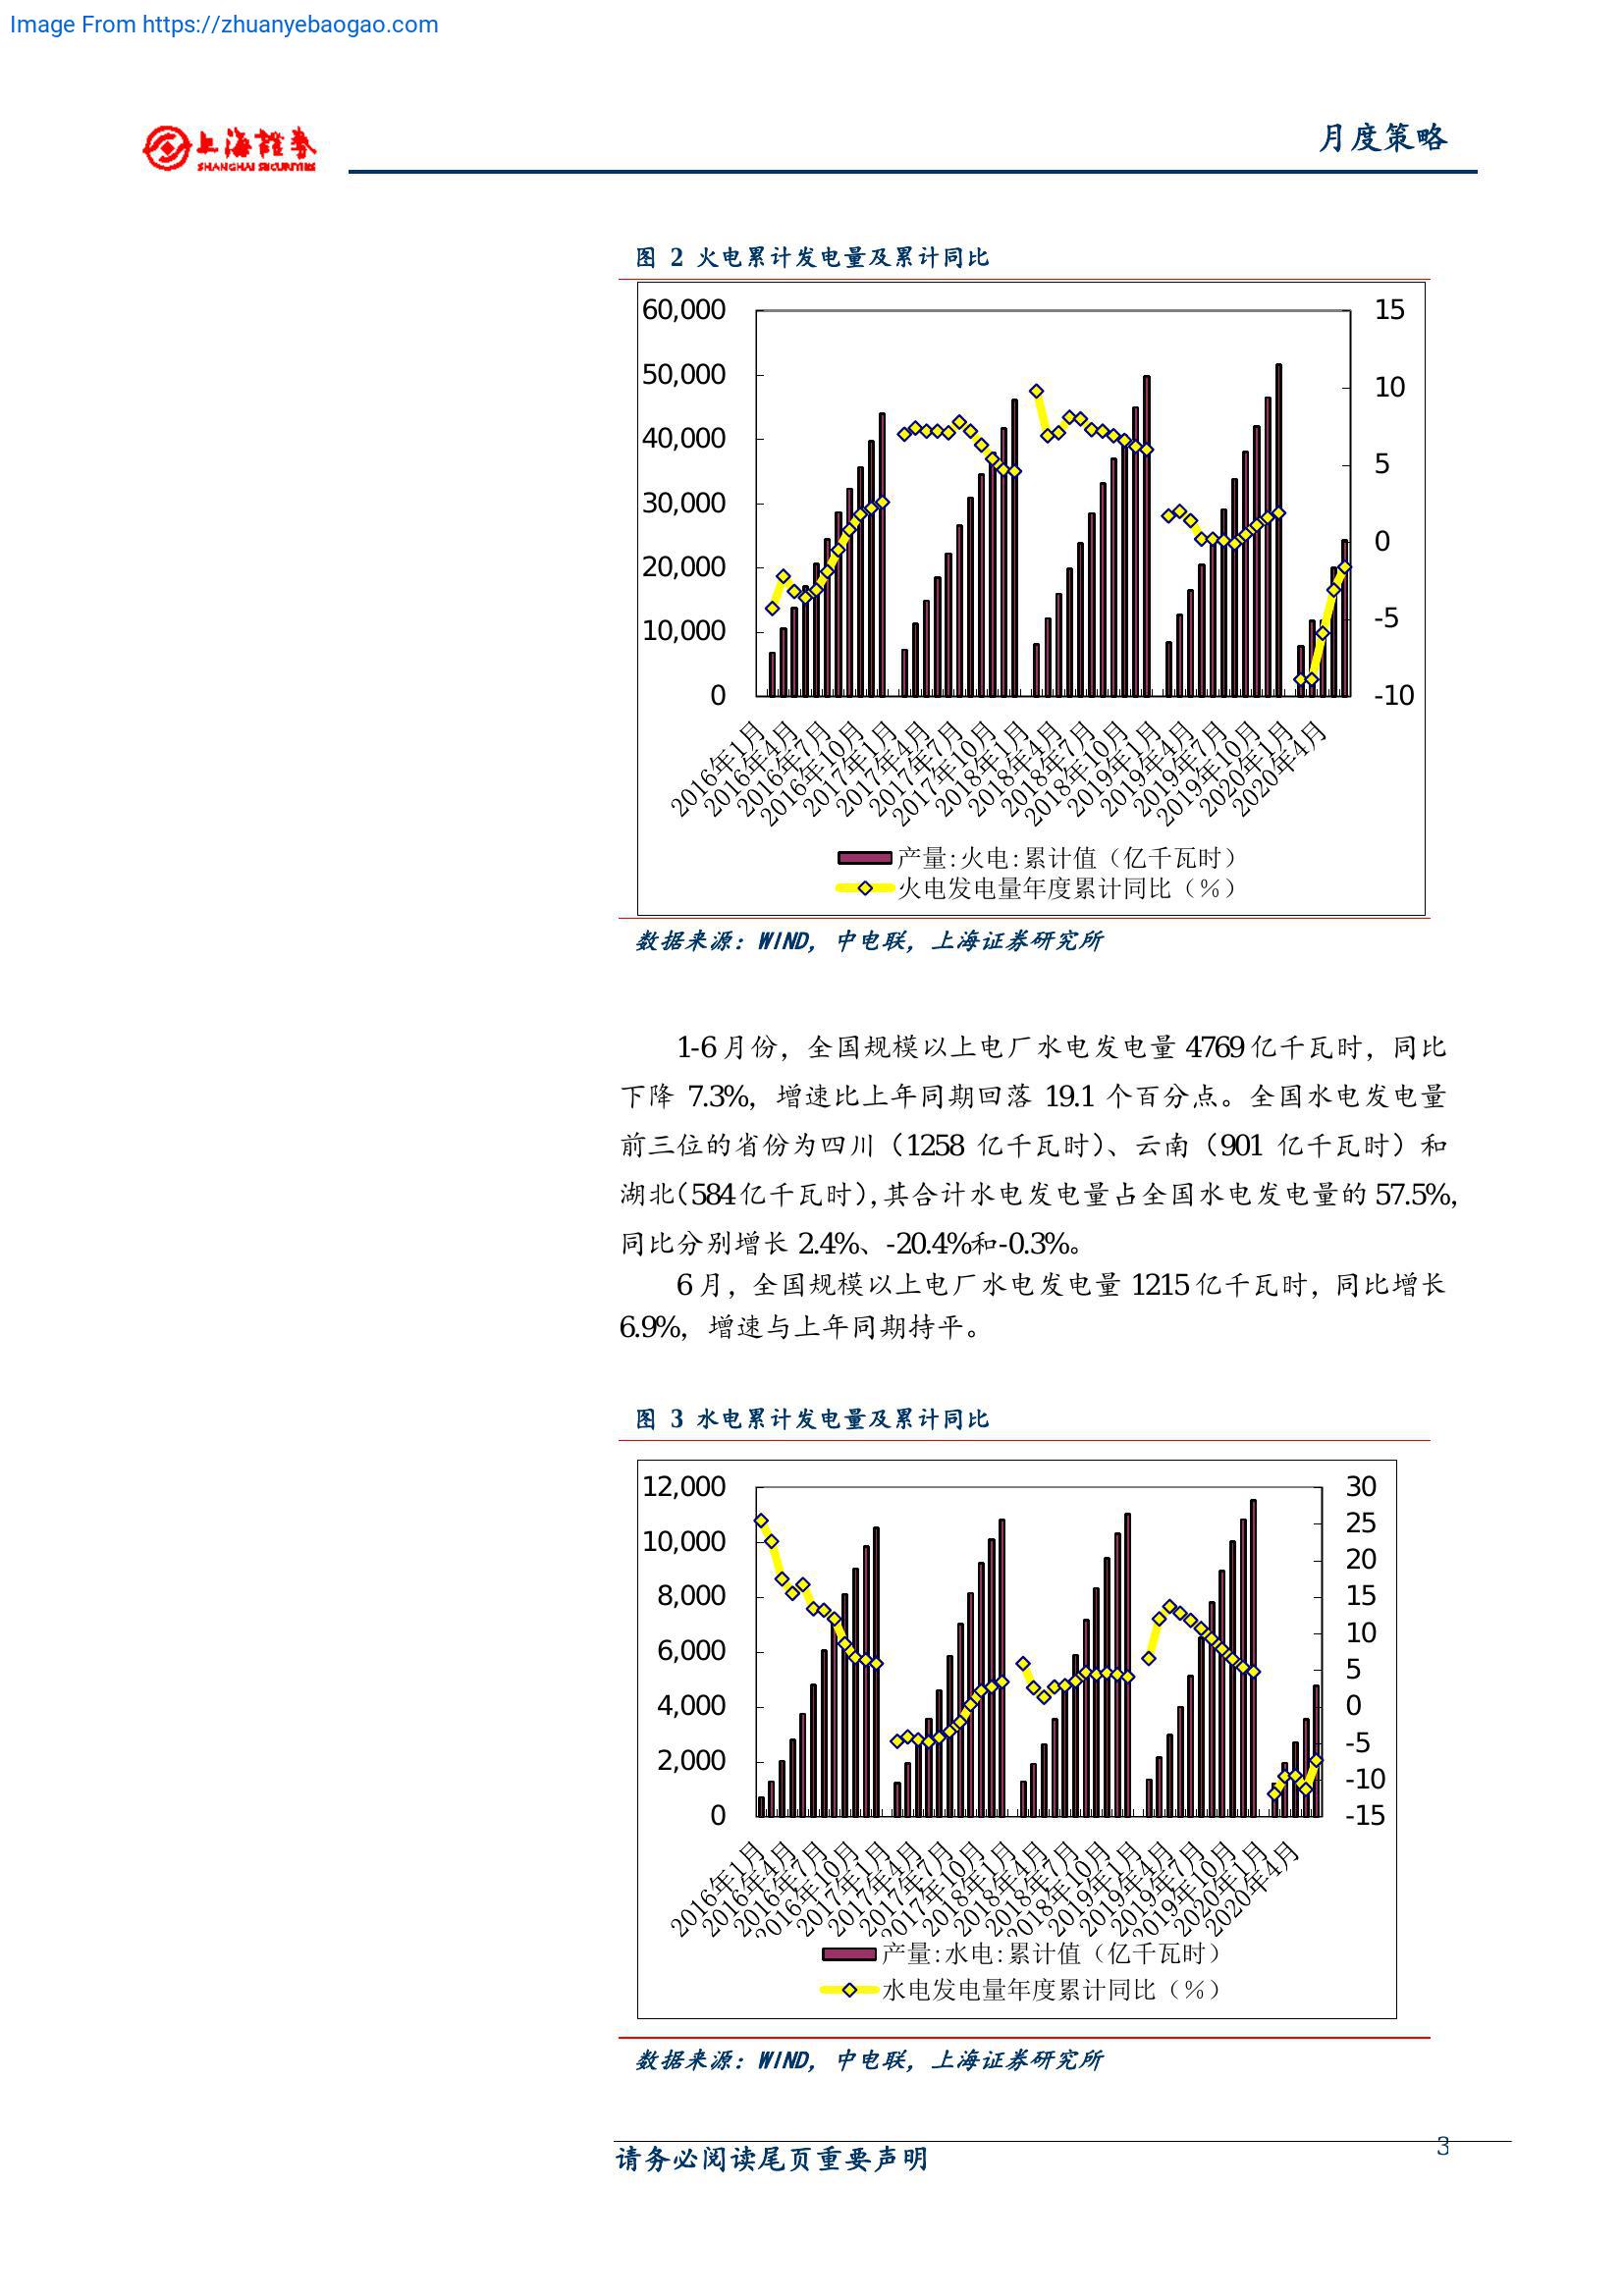 Image From https://zhuanyebaogao.com
上海證券
SHANGHAI SECURITIES
月度策略
图 2 火电累计发电量及累计同比
60,000
50,000
40,000
30,000
20,000
10,000
0
15
10
5
0
-5
-10
2016年1月
2016年4月
2016年7月
2016年10月
2017年1月
2017年4月
2017年7月
2017年10月
2018年1月
2018年4月
2018年7月
2018年10月
2019年1月
2019年4月
2019年7月
2019年10月
2020年1月
2020年4月
产量:火电:累计值（亿千瓦时）
火电发电量年度累计同比（%）
数据来源：WIND, 中电联, 上海证券研究所
1-6 月份，全国规模以上电厂水电发电量 4769 亿千瓦时，同比
下降 7.3%，增速比上年同期回落 19.1 个百分点。全国水电发电量
前三位的省份为四川（1258 亿千瓦时）、云南（901 亿千瓦时）和
湖北（584 亿千瓦时），其合计水电发电量占全国水电发电量的 57.5%，
同比分别增长 2.4%、-20.4%和-0.3%。
6 月，全国规模以上电厂水电发电量 1215 亿千瓦时，同比增长
6.9%，增速与上年同期持平。
图 3 水电累计发电量及累计同比
12,000
10,000
8,000
6,000
4,000
2,000
0
30
25
20
15
10
5
0
-5
-10
-15
2016年1月
2016年4月
2016年7月
2016年10月
2017年1月
2017年4月
2017年7月
2017年10月
2018年1月
2018年4月
2018年7月
2018年10月
2019年1月
2019年4月
2019年7月
2019年10月
2020年1月
2020年4月
产量:水电:累计值（亿千瓦时）
水电发电量年度累计同比（%）
数据来源：WIND, 中电联, 上海证券研究所
请务必阅读尾页重要声明
3